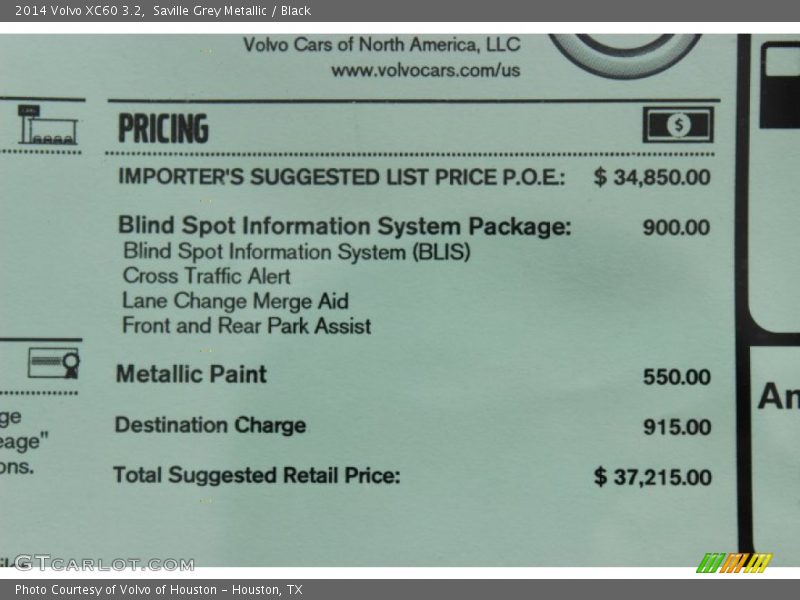 2014 Volvo XC60 3.2, Saville Grey Metallic / Black
Volvo Cars of North America, LLC
www.volvocars.com/us
PRICING
$
IMPORTER'S SUGGESTED LIST PRICE P.O.E.: $ 34,850.00
Blind Spot Information System Package: 900.00
Blind Spot Information System (BLIS)
Cross Traffic Alert
Lane Change Merge Aid
Front and Rear Park Assist
Metallic Paint 550.00
Destination Charge 915.00
Total Suggested Retail Price: $ 37,215.00
ge
eage"
ons.
An
GTCARLOT.COM
Photo Courtesy of Volvo of Houston - Houston, TX